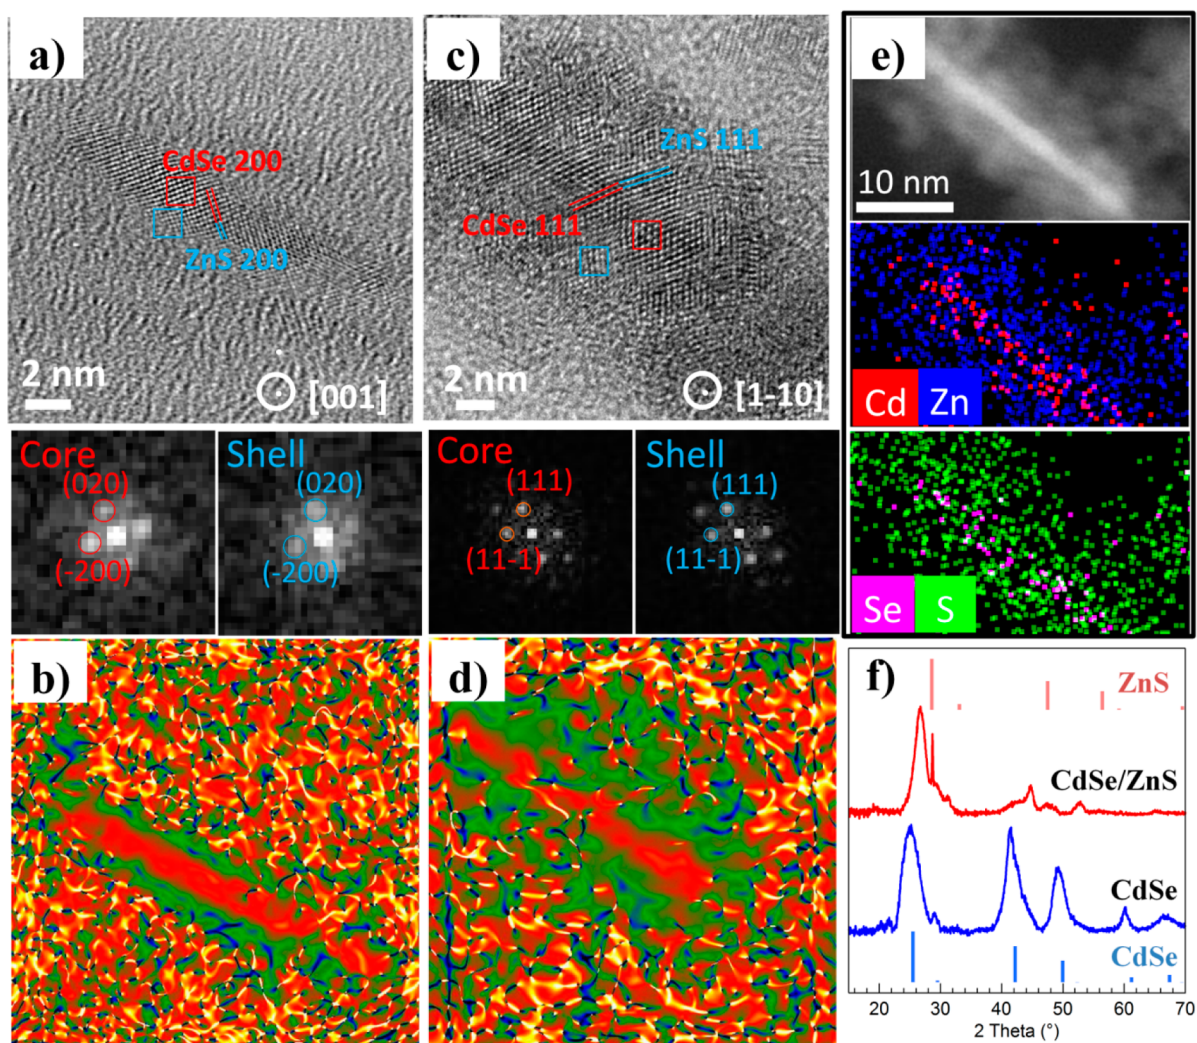 a)
CdSe 200
ZnS 200
2 nm
[001]
c)
ZnS 111
CdSe 111
2 nm
[1-10]
e)
10 nm
Cd Zn
Se S
Core
(020)
(-200)
Shell
(020)
(-200)
Core
(111)
(11-1)
Shell
(111)
(11-1)
b)
d)
f)
ZnS
CdSe/ZnS
CdSe
CdSe
20 30 40 50 60 70
2 Theta (°)